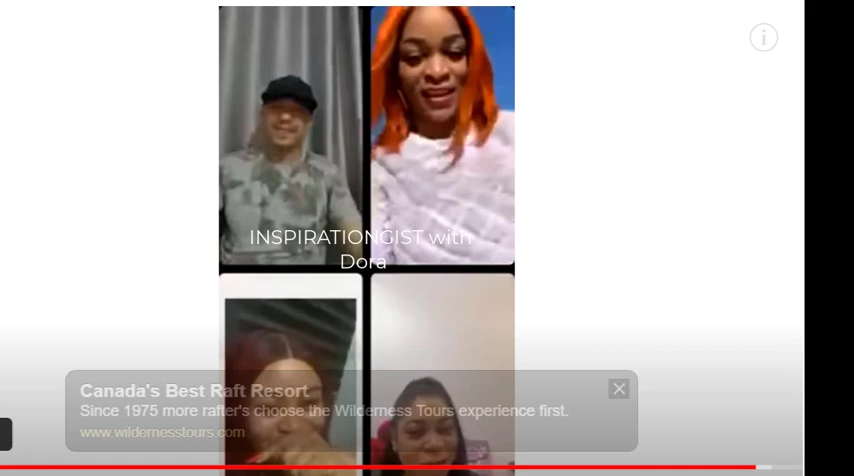 INSPIRATIONGIST with
Dora
Canada's Best Raft Resort
Since 1975 more rafter's choose the Wilderness Tours experience first.
www.wildernesstours.com